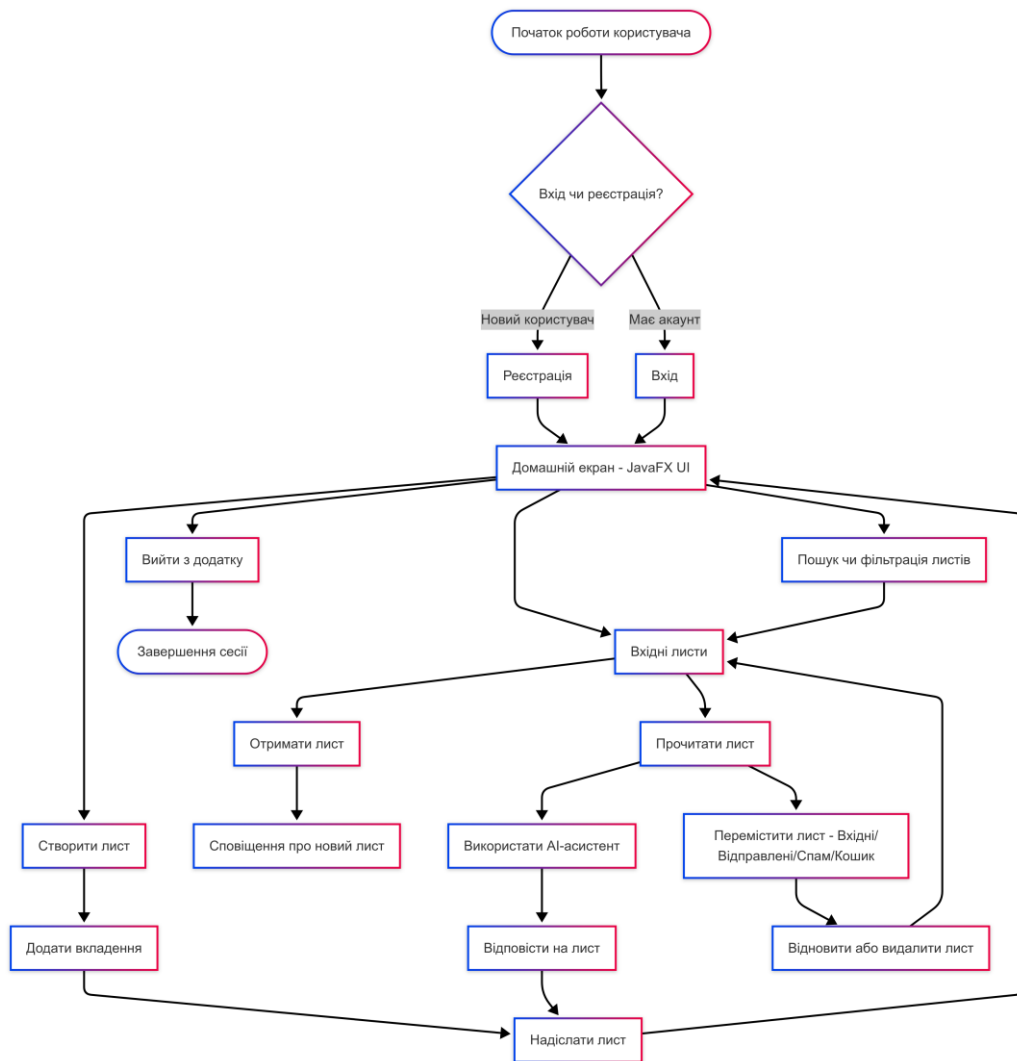 Початок роботи користувача
Вхід чи реєстрація?
Новий користувач
Має акаунт
Реєстрація
Вхід
Домашній екран - JavaFX UI
Вийти з додатку
Пошук чи фільтрація листів
Завершення сесії
Вхідні листи
Отримати лист
Прочитати лист
Створити лист
Сповіщення про новий лист
Використати AI-асистент
Перемістити лист - Вхідні/
Відправлені/Спам/Кошик
Додати вкладення
Відповісти на лист
Відновити або видалити лист
Надіслати лист